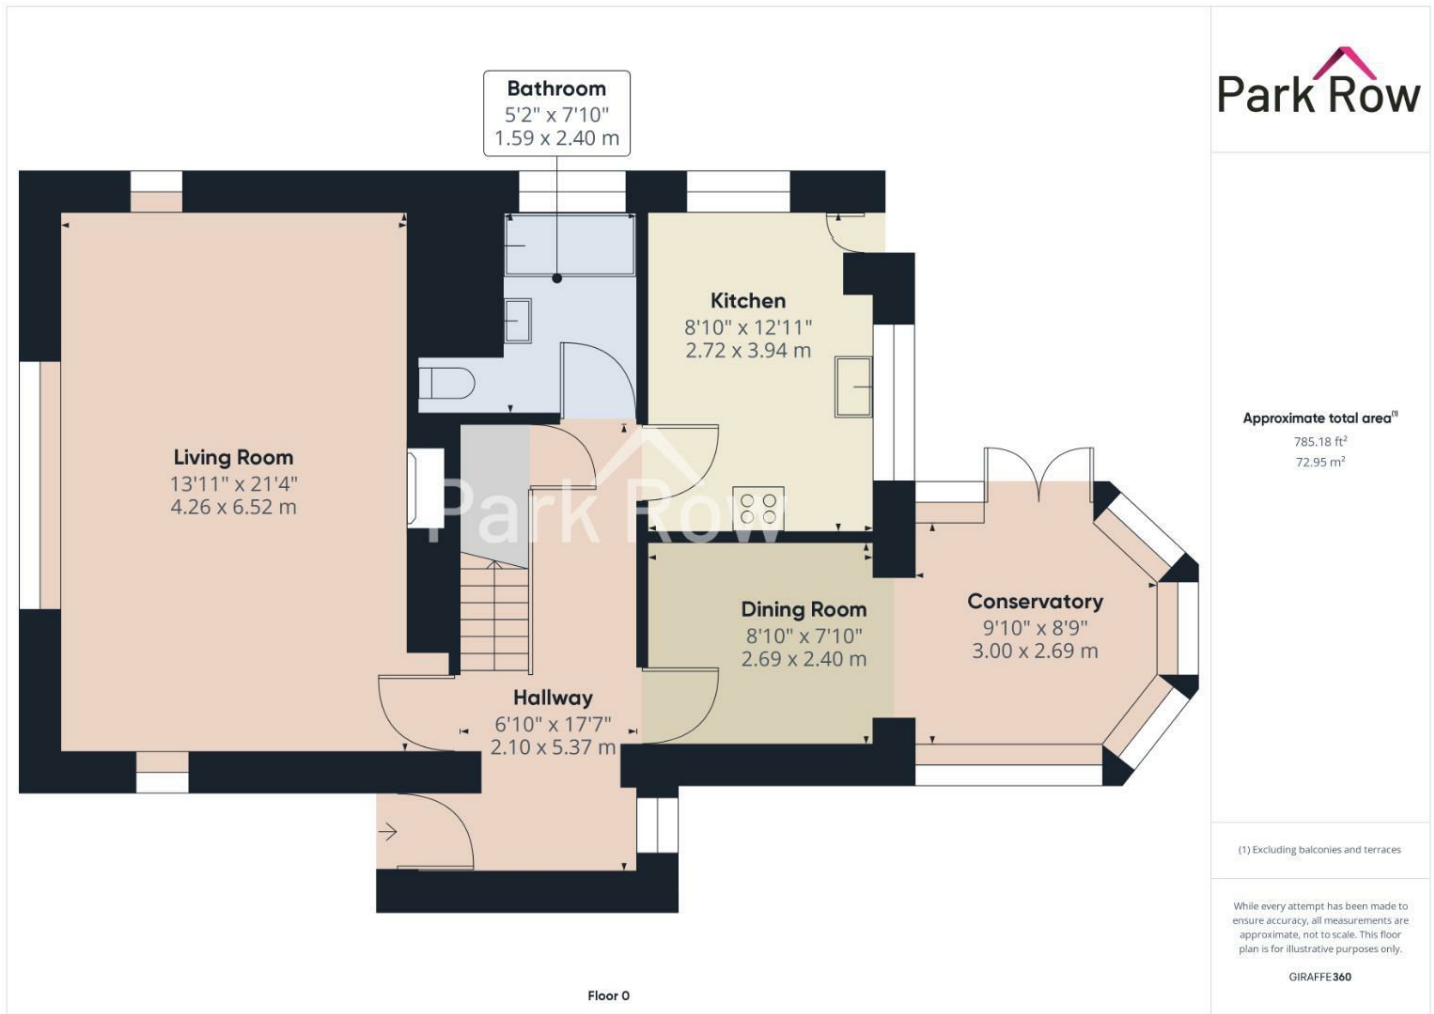 Park Row
Bathroom
5'2" x 7'10"
1.59 x 2.40 m
Kitchen
8'10" x 12'11"
2.72 x 3.94 m
Living Room
13'11" x 21'4"
4.26 x 6.52 m
Park Row
Dining Room
8'10" x 7'10"
2.69 x 2.40 m
Conservatory
9'10" x 8'9"
3.00 x 2.69 m
Hallway
6'10" x 17'7"
2.10 x 5.37 m
Floor 0
Approximate total area(1)
785.18 ft²
72.95 m²
(1) Excluding balconies and terraces
While every attempt has been made to
ensure accuracy, all measurements are
approximate, not to scale. This floor
plan is for illustrative purposes only.
GIRAFFE360